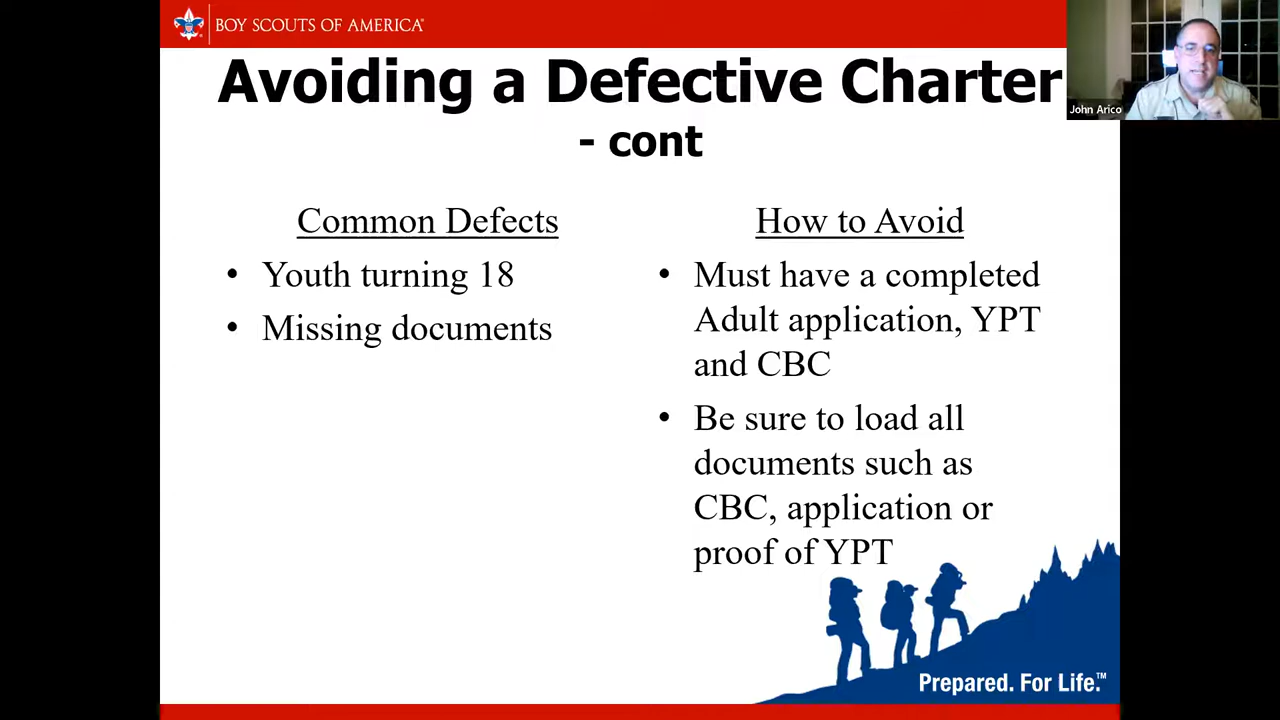 BOY SCOUTS OF AMERICA®
Avoiding a Defective Charter
- cont
John Arico
Common Defects
• Youth turning 18
• Missing documents
How to Avoid
• Must have a completed
Adult application, YPT
and CBC
• Be sure to load all
documents such as
CBC, application or
proof of YPT
Prepared. For Life.™